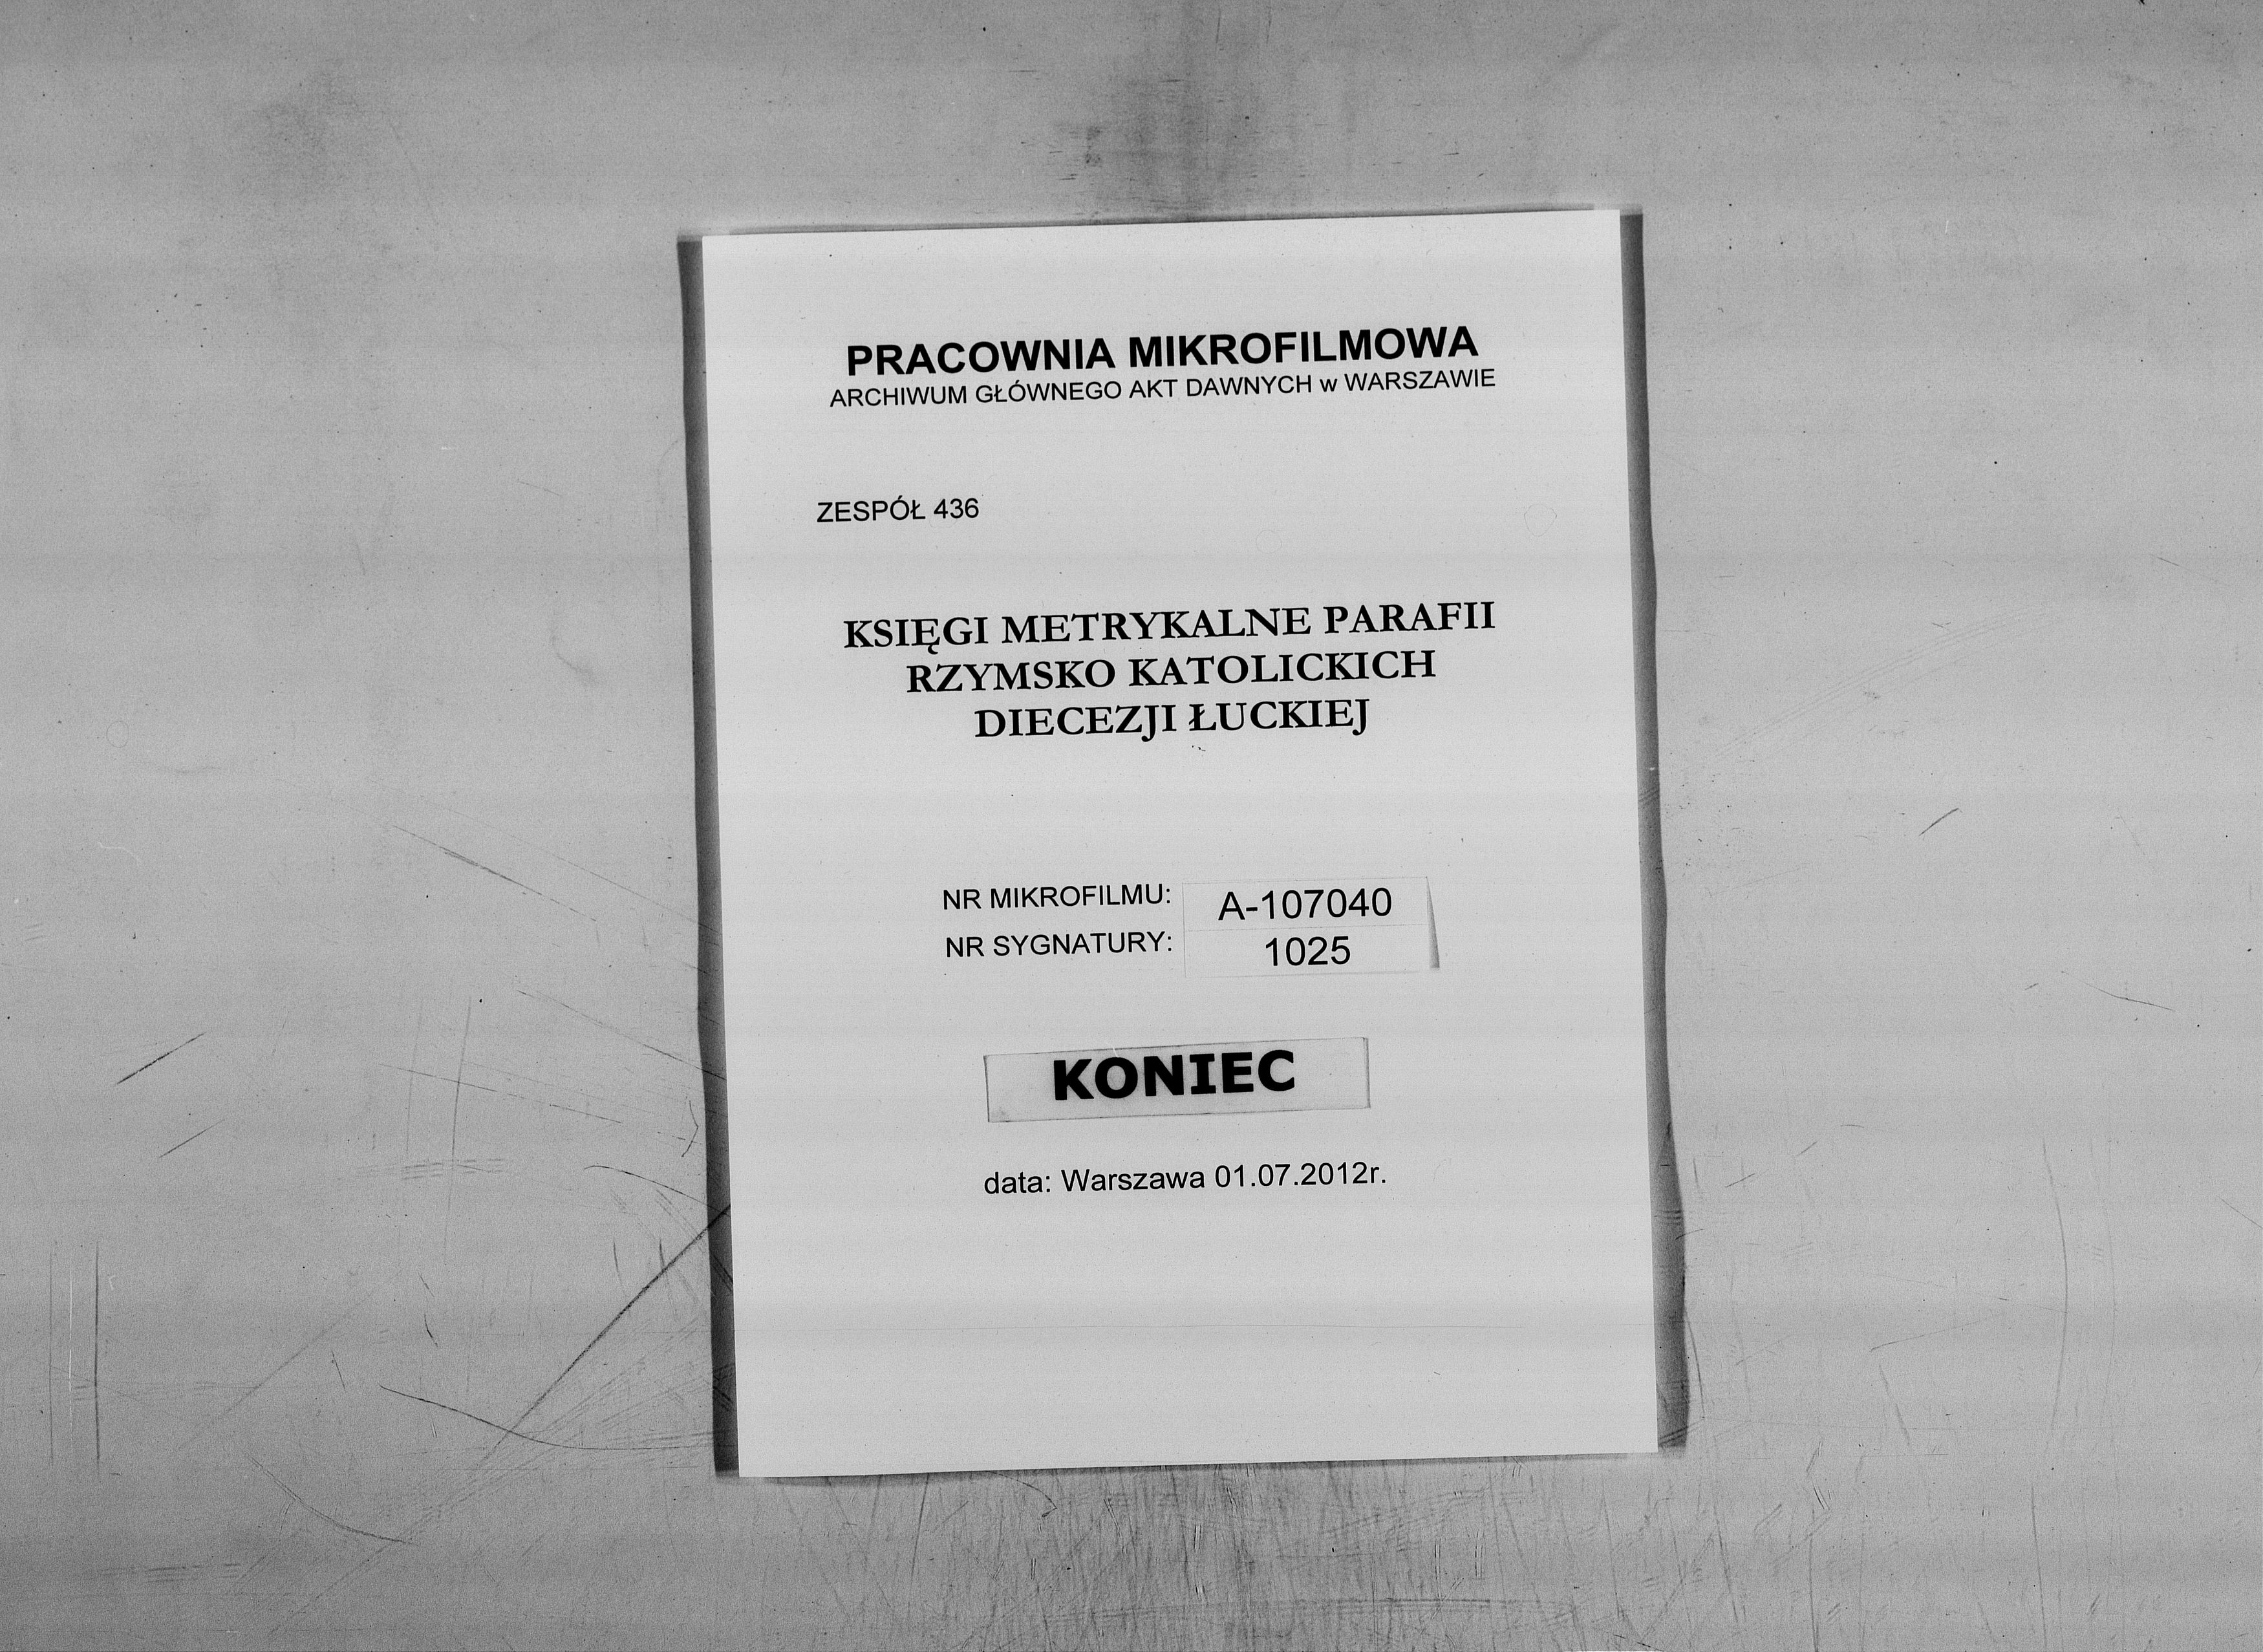 PRACOWNIA MIKROFILMOWA
ARCHIWUM GŁÓWNEGO AKT DAWNYCH w WARSZAWIE
ZESPÓŁ 436
KSIĘGI METRYKALNE PARAFII
RZYMSKO KATOLICKICH
DIECEZJI ŁUCKIEJ
NR MIKROFILMU: A-107040
NR SYGNATURY: 1025
KONIEC
data: Warszawa 01.07.2012r.